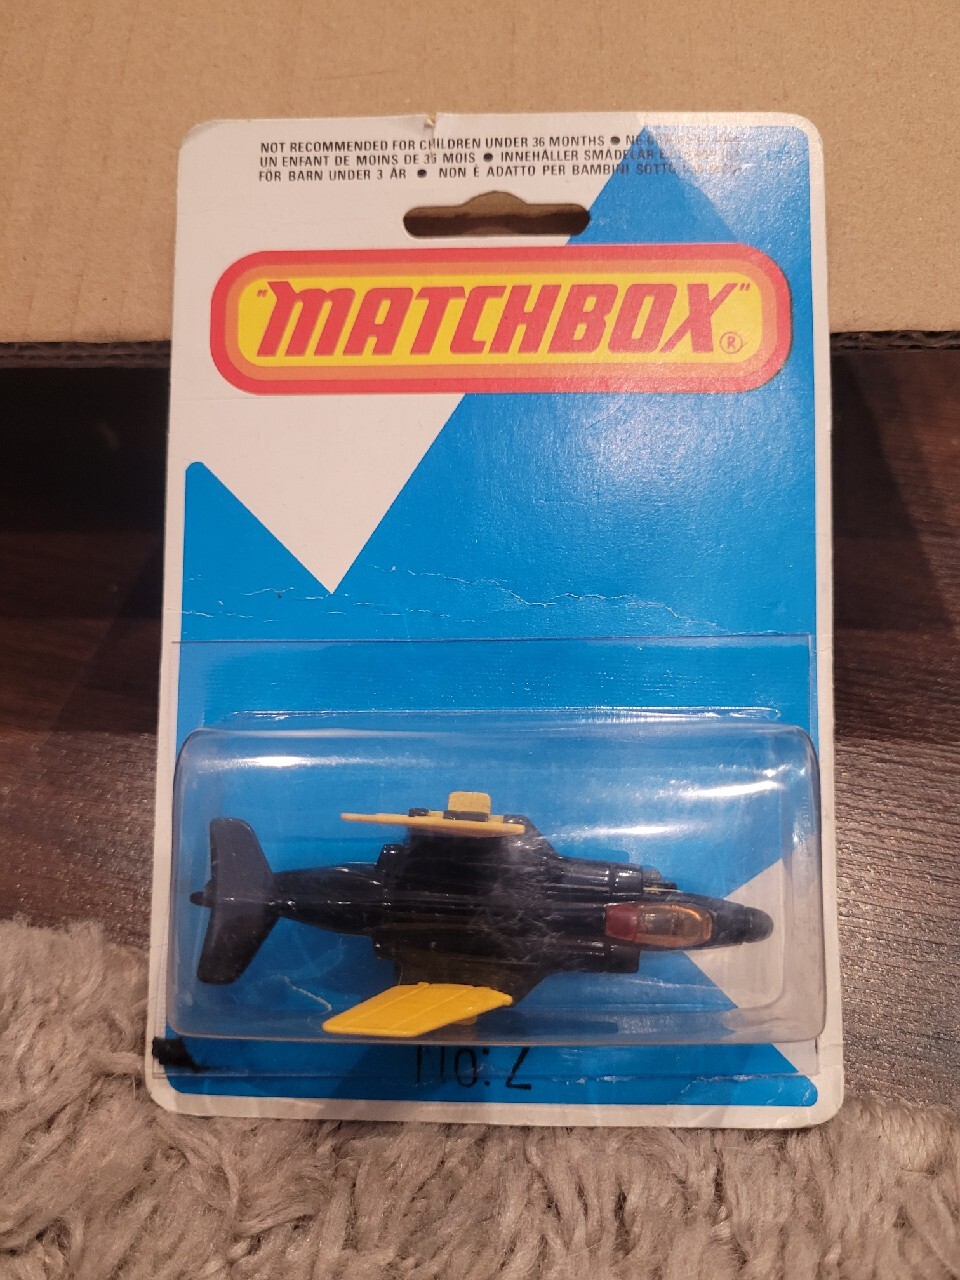 NOT RECOMMENDED FOR CHILDREN UNDER 36 MONTHS ●
UN ENFANT DE MOINS DE 36 MOIS ● INNEHÅLLER SMÅDELAR
FÖR BARN UNDER 3 ÅR ● NON È ADATTO PER BAMBINI SOTTO
"MATCHBOX"®
no: 2